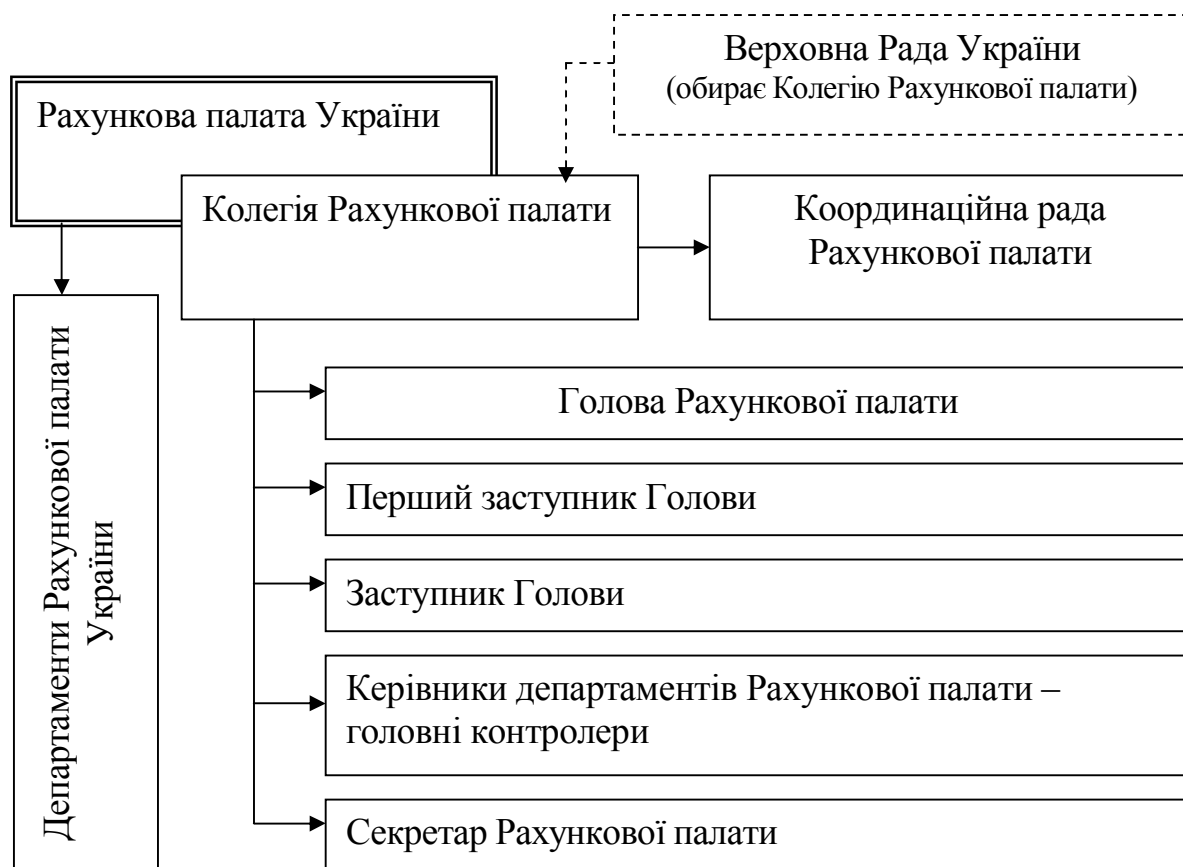 Верховна Рада України
(обирає Колегію Рахункової палати)
Рахункова палата України
Колегія Рахункової палати
Координаційна рада
Рахункової палати
Департаменти Рахункової палати
України
Голова Рахункової палати
Перший заступник Голови
Заступник Голови
Керівники департаментів Рахункової палати –
головні контролери
Секретар Рахункової палати